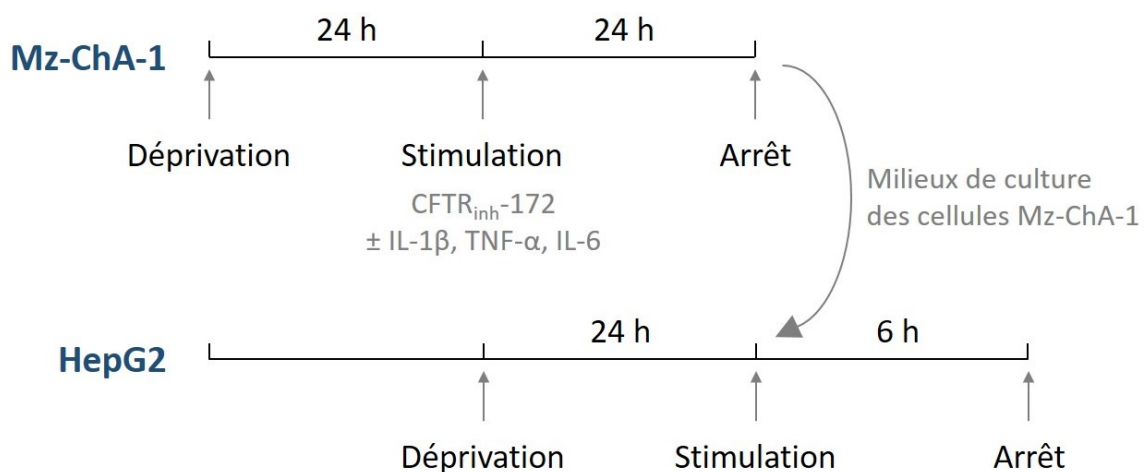 24 h 24 h
Mz-ChA-1
Déprivation Stimulation Arrêt
CFTRinh-172
± IL-1β, TNF-α, IL-6
Milieux de culture
des cellules Mz-ChA-1
24 h 6 h
HepG2
Déprivation Stimulation Arrêt